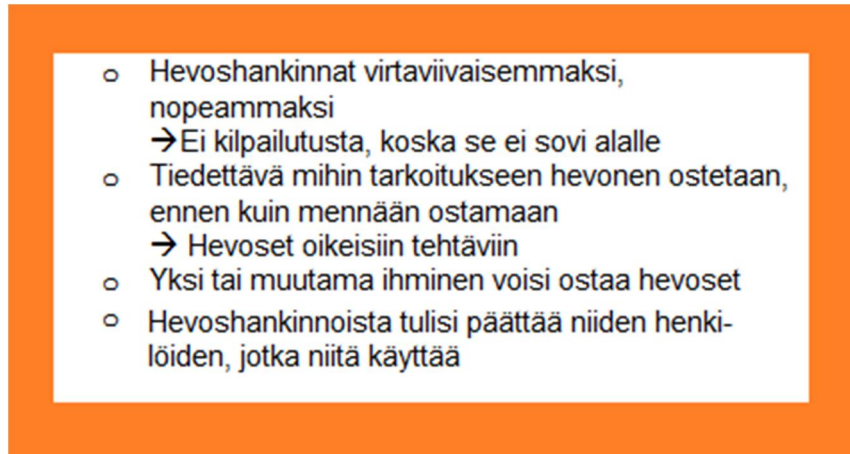 o Hevoshankinnat virtaviivaisemmaksi,
nopeammaksi
→Ei kilpailutusta, koska se ei sovi alalle
o Tiedettävä mihin tarkoitukseen hevonen ostetaan,
ennen kuin mennään ostamaan
→ Hevoset oikeisiin tehtäviin
o Yksi tai muutama ihminen voisi ostaa hevoset
o Hevoshankinnoista tulisi päättää niiden henki-
löiden, jotka niitä käyttää